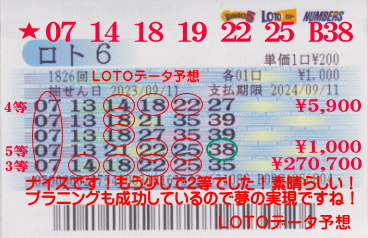 BINGO5 LOTO NUMBERS
★07 14 18 19 22 25 B38
ロト6 単価1口¥200
1826回 LOTOデータ予想 各01口 ¥1,000
抽せん日 2023/09/11 支払期限 2024/09/11
4等 07 13 14 18 22 27 ¥5,900
07 13 18 21 35 39
07 13 18 27 35 39
5等 07 13 21 22 25 38 ¥1,000
3等 07 14 18 22 25 35 ¥270,700
ナイスです！もう少しで2等でした！素晴らしい！
プラニングも成功しているので夢の実現ですね！
LOTOデータ予想